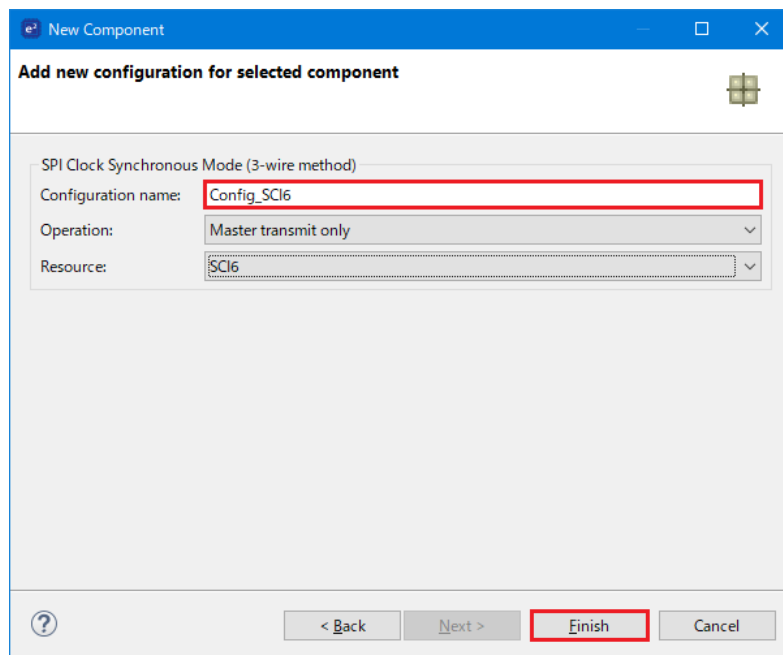 e² New Component
Add new configuration for selected component
SPI Clock Synchronous Mode (3-wire method)
Configuration name: Config_SCI6
Operation: Master transmit only
Resource: SCI6
? < Back Next > Finish Cancel